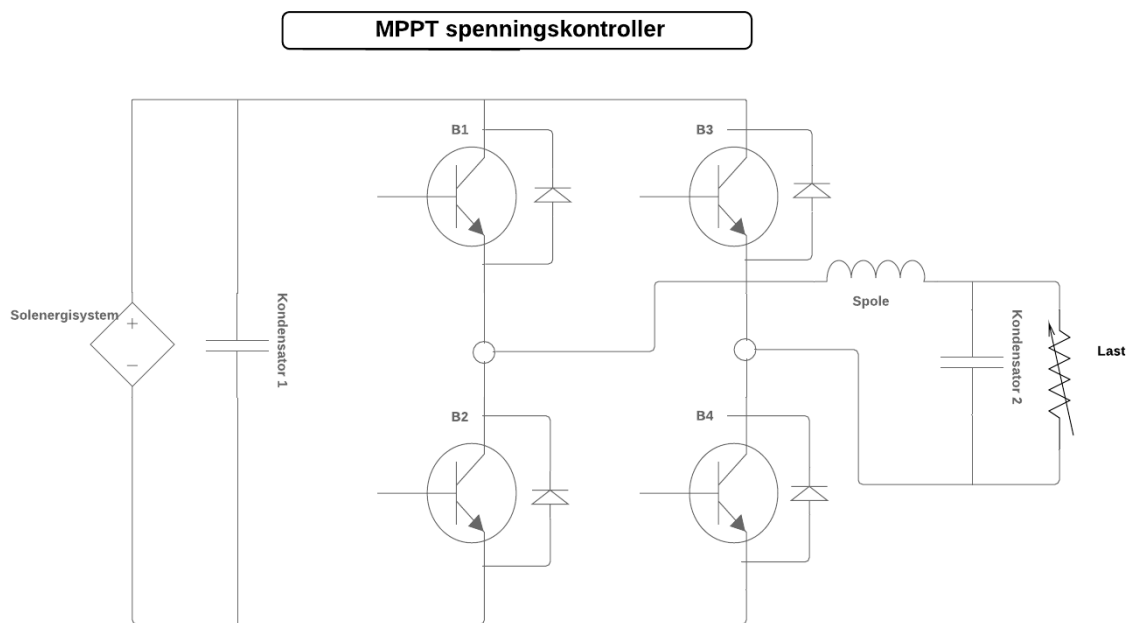 MPPT spenningskontroller
B1
B3
Solenergisystem
+
−
Kondensator 1
Spole
Kondensator 2
Last
B2
B4